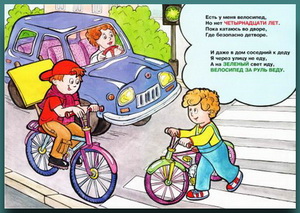 Есть у меня велосипед,
Но нет ЧЕТЫРНАДЦАТИ ЛЕТ.
Пока катаюсь во дворе,
Где безопасно детворе.
И даже в дом соседний к деду
Я через улицу не еду,
А на ЗЕЛЕНЫЙ свет иду,
ВЕЛОСИПЕД ЗА РУЛЬ ВЕДУ.